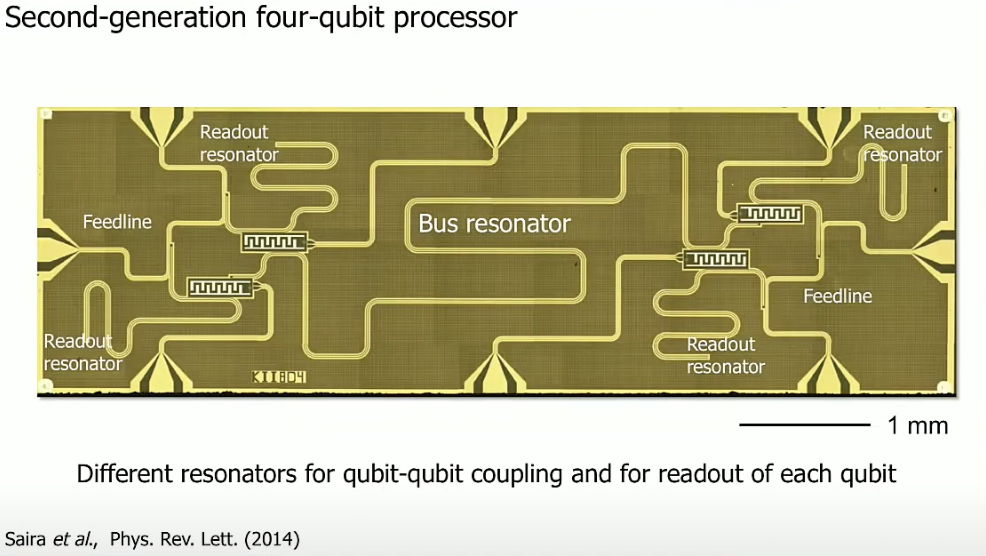 Second-generation four-qubit processor
Readout
resonator
Readout
resonator
Feedline
Bus resonator
Feedline
Readout
resonator
Readout
resonator
1 mm
Different resonators for qubit-qubit coupling and for readout of each qubit
Saira et al., Phys. Rev. Lett. (2014)